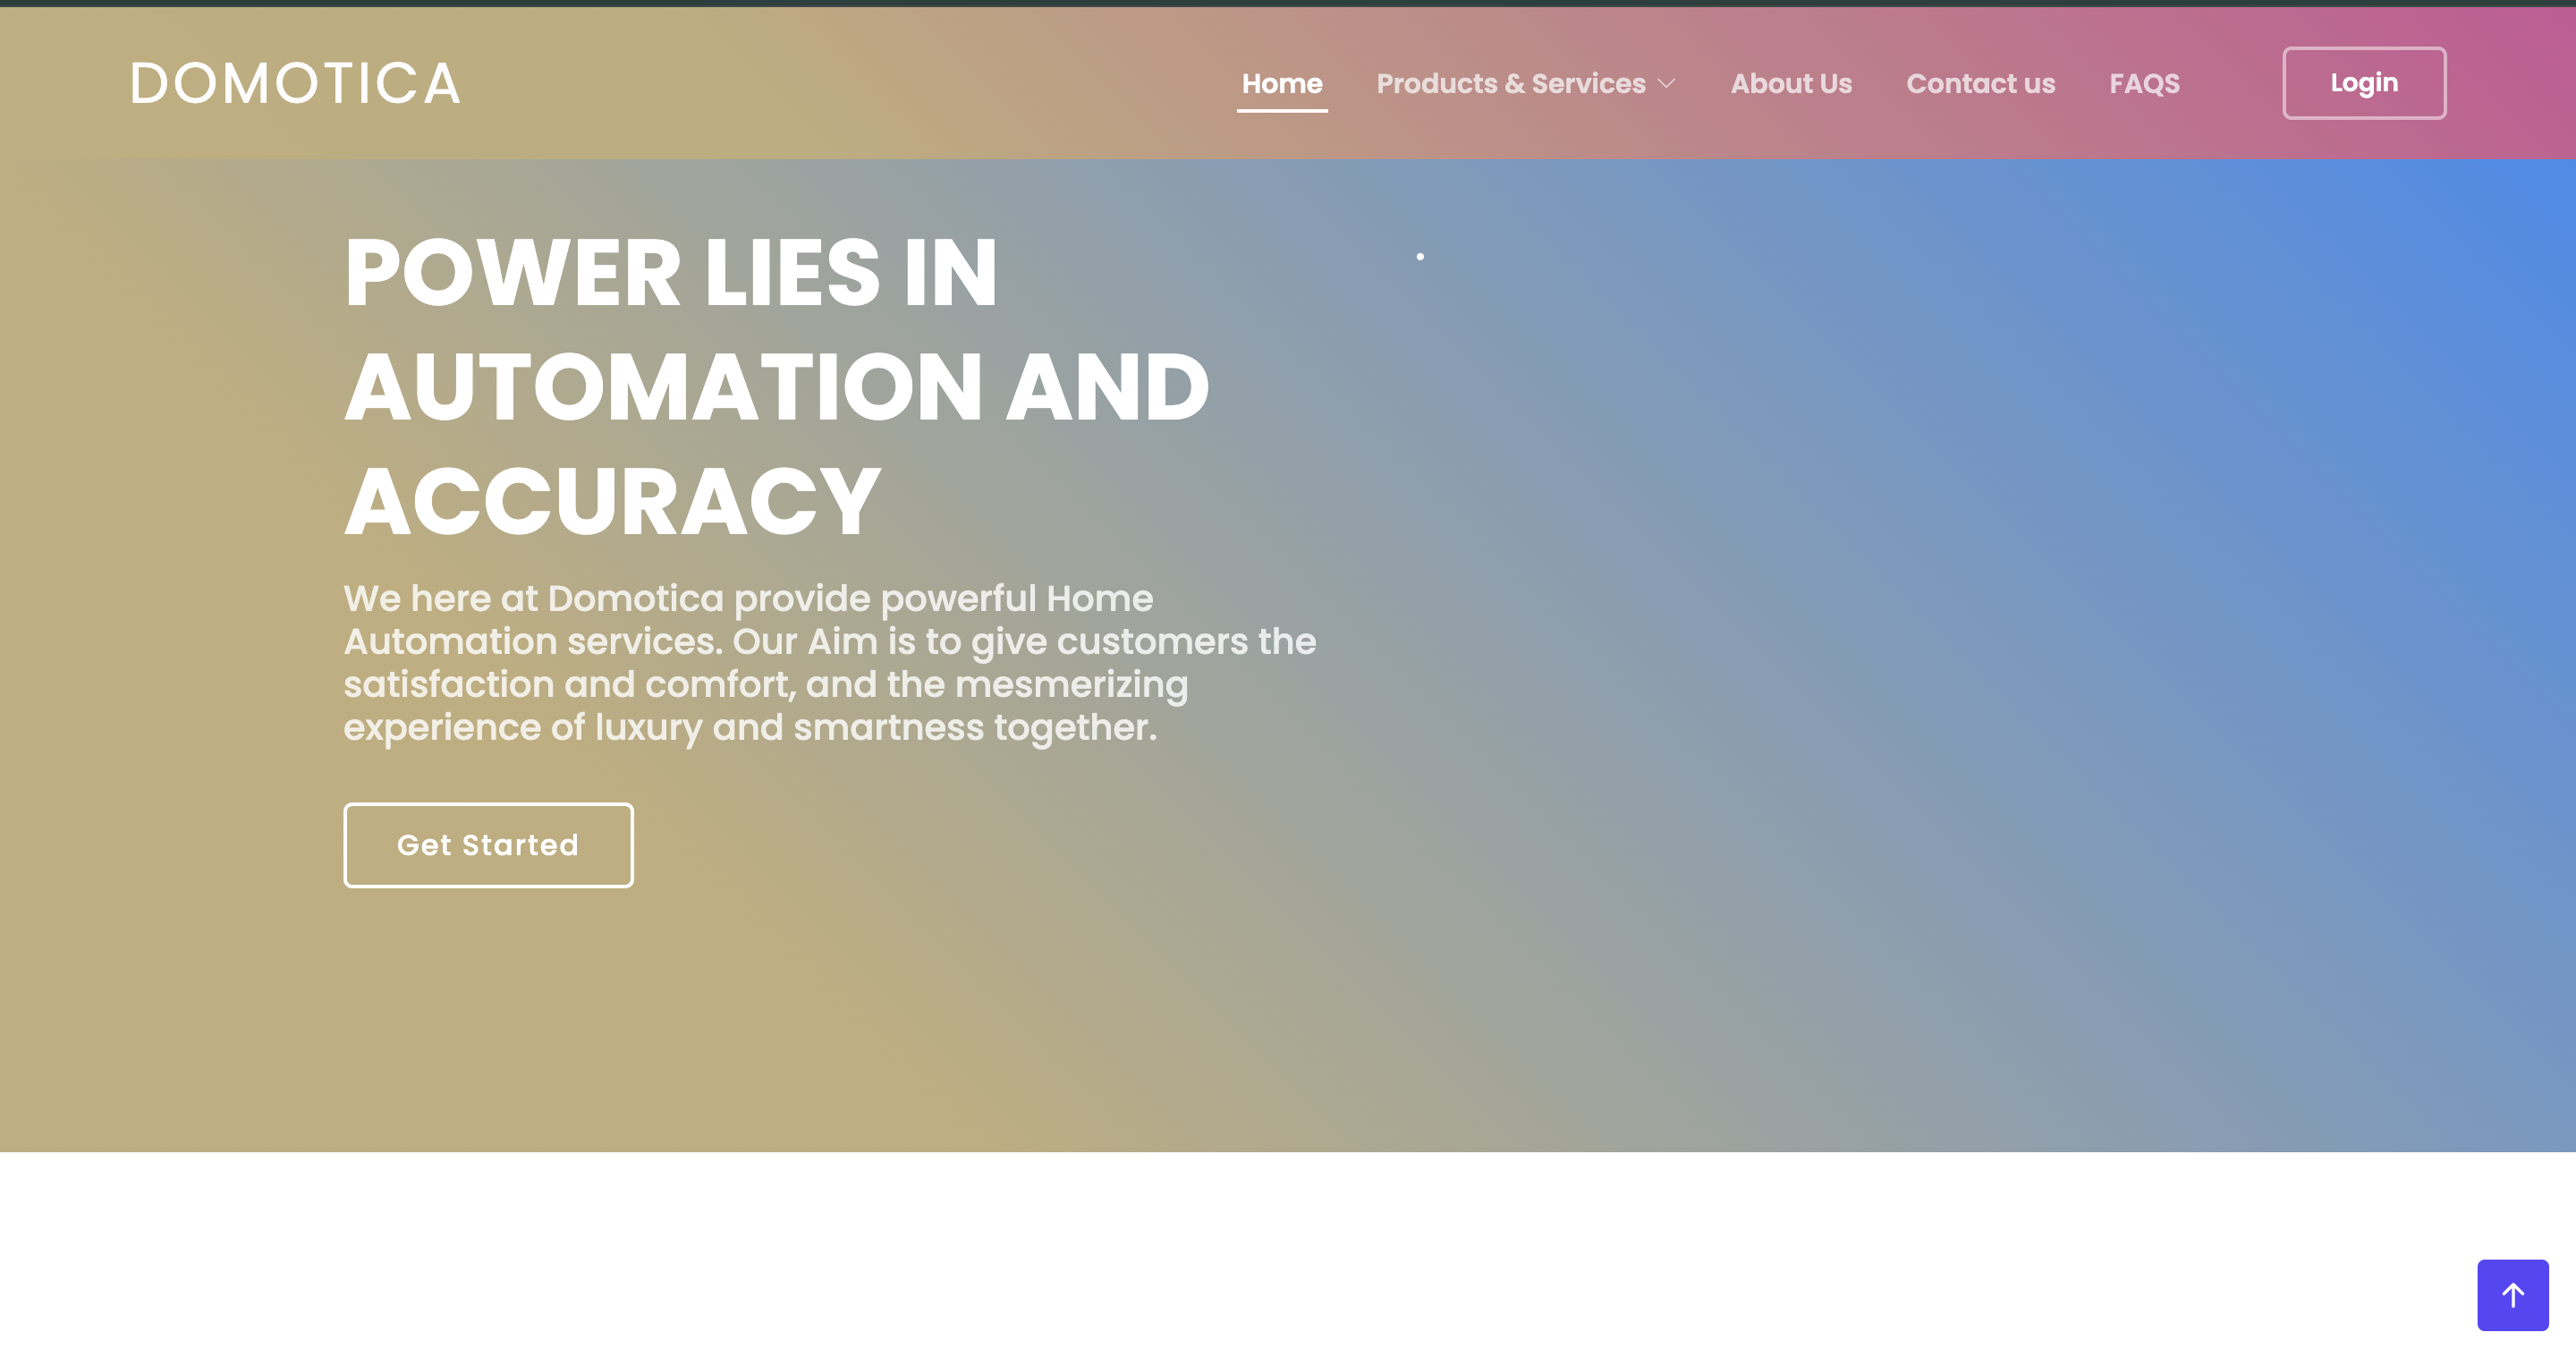 DOMOTICA
Home Products & Services About Us Contact us FAQS Login
POWER LIES IN
AUTOMATION AND
ACCURACY
We here at Domotica provide powerful Home
Automation services. Our Aim is to give customers the
satisfaction and comfort, and the mesmerizing
experience of luxury and smartness together.
Get Started